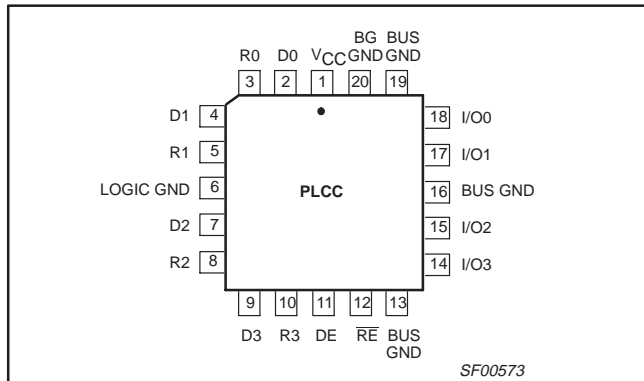 BG BUS
R0 D0 VCC GND GND
3 2 1 20 19
D1 4 18 I/O0
R1 5 17 I/O1
LOGIC GND 6 PLCC 16 BUS GND
D2 7 15 I/O2
R2 8 14 I/O3
9 10 11 12 13
D3 R3 DE RE BUS
GND
SF00573